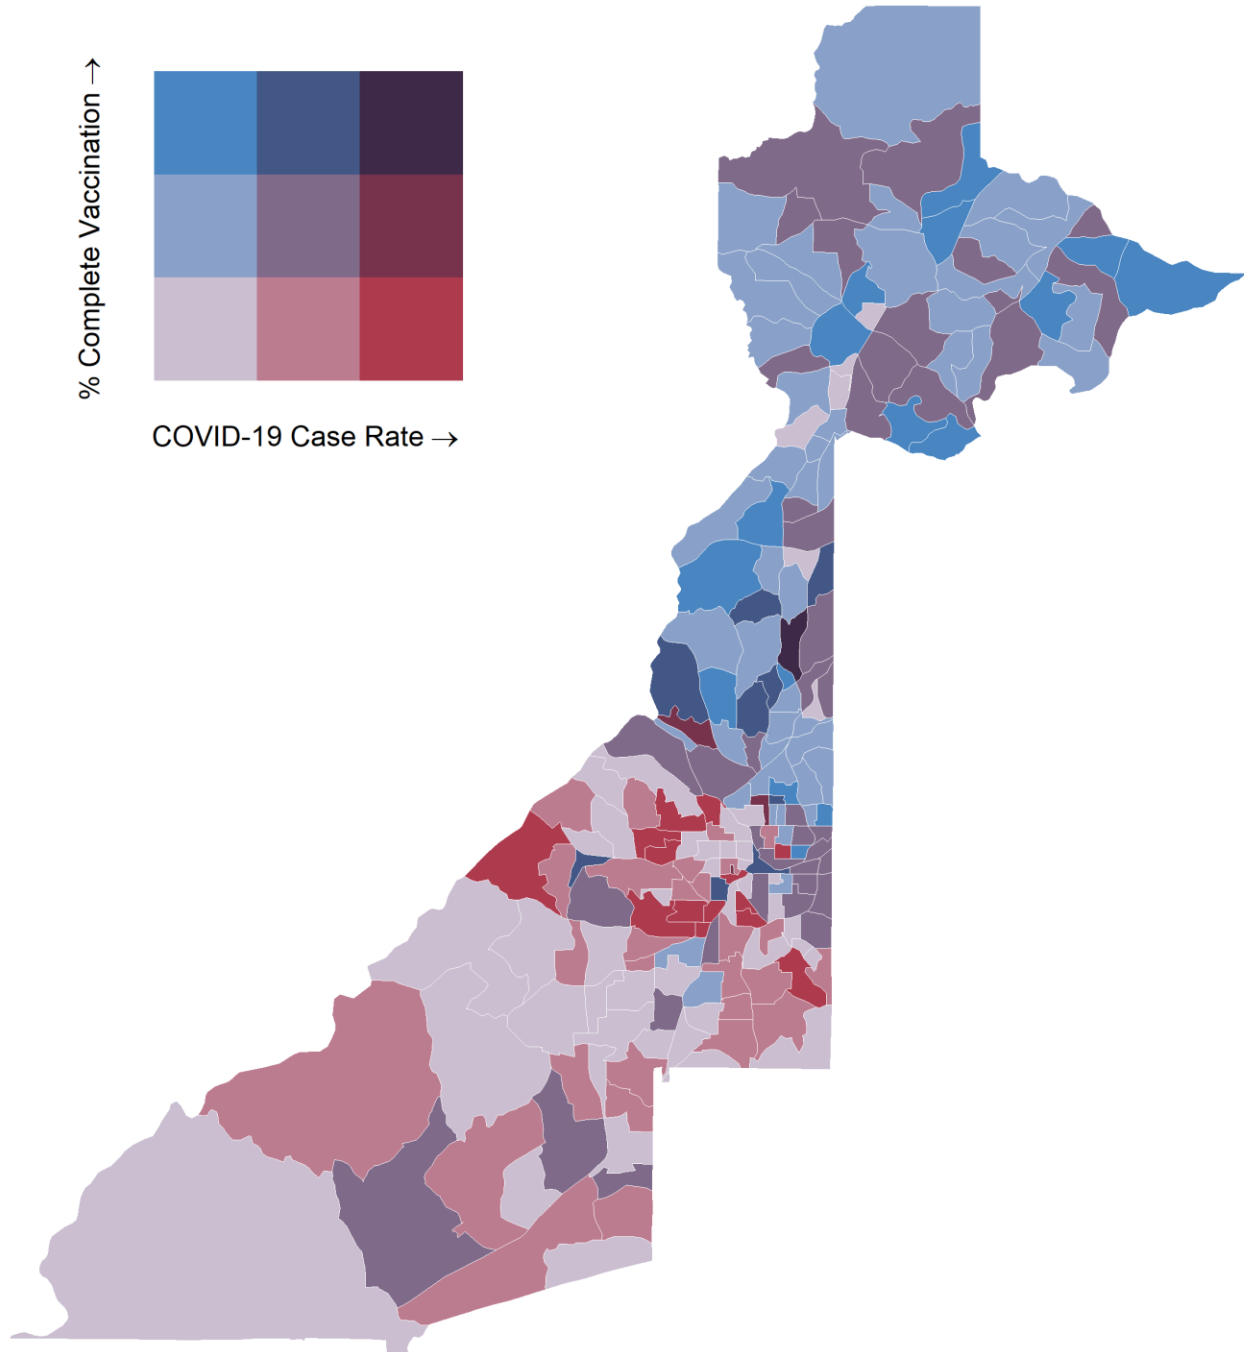 % Complete Vaccination →
COVID-19 Case Rate →